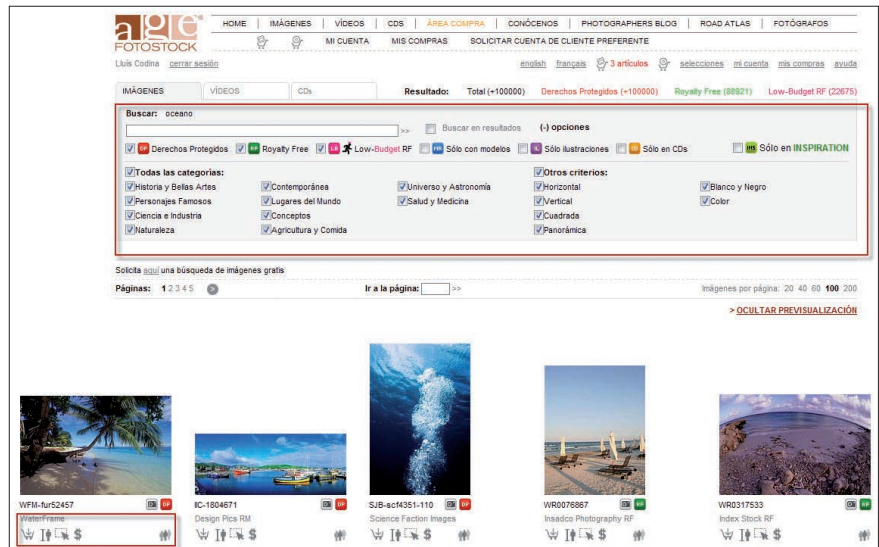 age
FOTOSTOCK
HOME | IMÁGENES | VÍDEOS | CDS | ÁREA COMPRA | CONÓCENOS | PHOTOGRAPHERS BLOG | ROAD ATLAS | FOTÓGRAFOS
MI CUENTA MIS COMPRAS SOLICITAR CUENTA DE CLIENTE PREFERENTE
Lluís Codina cerrar sesión english français 3 artículos selecciones mi cuenta mis compras ayuda
IMÁGENES VÍDEOS CDs Resultado: Total (+100000) Derechos Protegidos (+100000) Royalty Free (88921) Low-Budget RF (22675)
Buscar: oceano
>> Buscar en resultados (-) opciones
DP Derechos Protegidos RF Royalty Free LB Low-Budget RF MR Sólo con modelos IL Sólo ilustraciones CD Sólo en CDs INS Sólo en INSPIRATION
Todas las categorías: Otros criterios:
Historia y Bellas Artes Contemporánea Universo y Astronomía Horizontal Blanco y Negro
Personajes Famosos Lugares del Mundo Salud y Medicina Vertical Color
Ciencia e Industria Conceptos Cuadrada
Naturaleza Agricultura y Comida Panorámica
Solicita aquí una búsqueda de imágenes gratis
Páginas: 1 2 3 4 5 > Ir a la página: >> Imágenes por página: 20 40 60 100 200
> OCULTAR PREVISUALIZACIÓN
WFM-fur52457 DP IC-1804671 DP SJB-acf4351-110 DP WR0076867 RF WR0317533 RF
WaterFrame Design Pics RM Science Faction Images Insadco Photography RF Index Stock RF
$ $ $ $ $